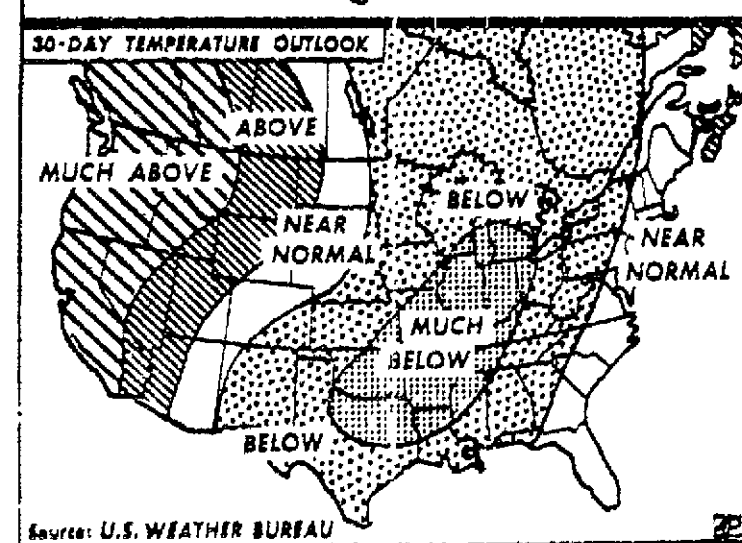 30-DAY TEMPERATURE OUTLOOK
ABOVE
MUCH ABOVE
BELOW
NEAR
NORMAL
NEAR
NORMAL
MUCH
BELOW
BELOW
Source: U.S. WEATHER BUREAU